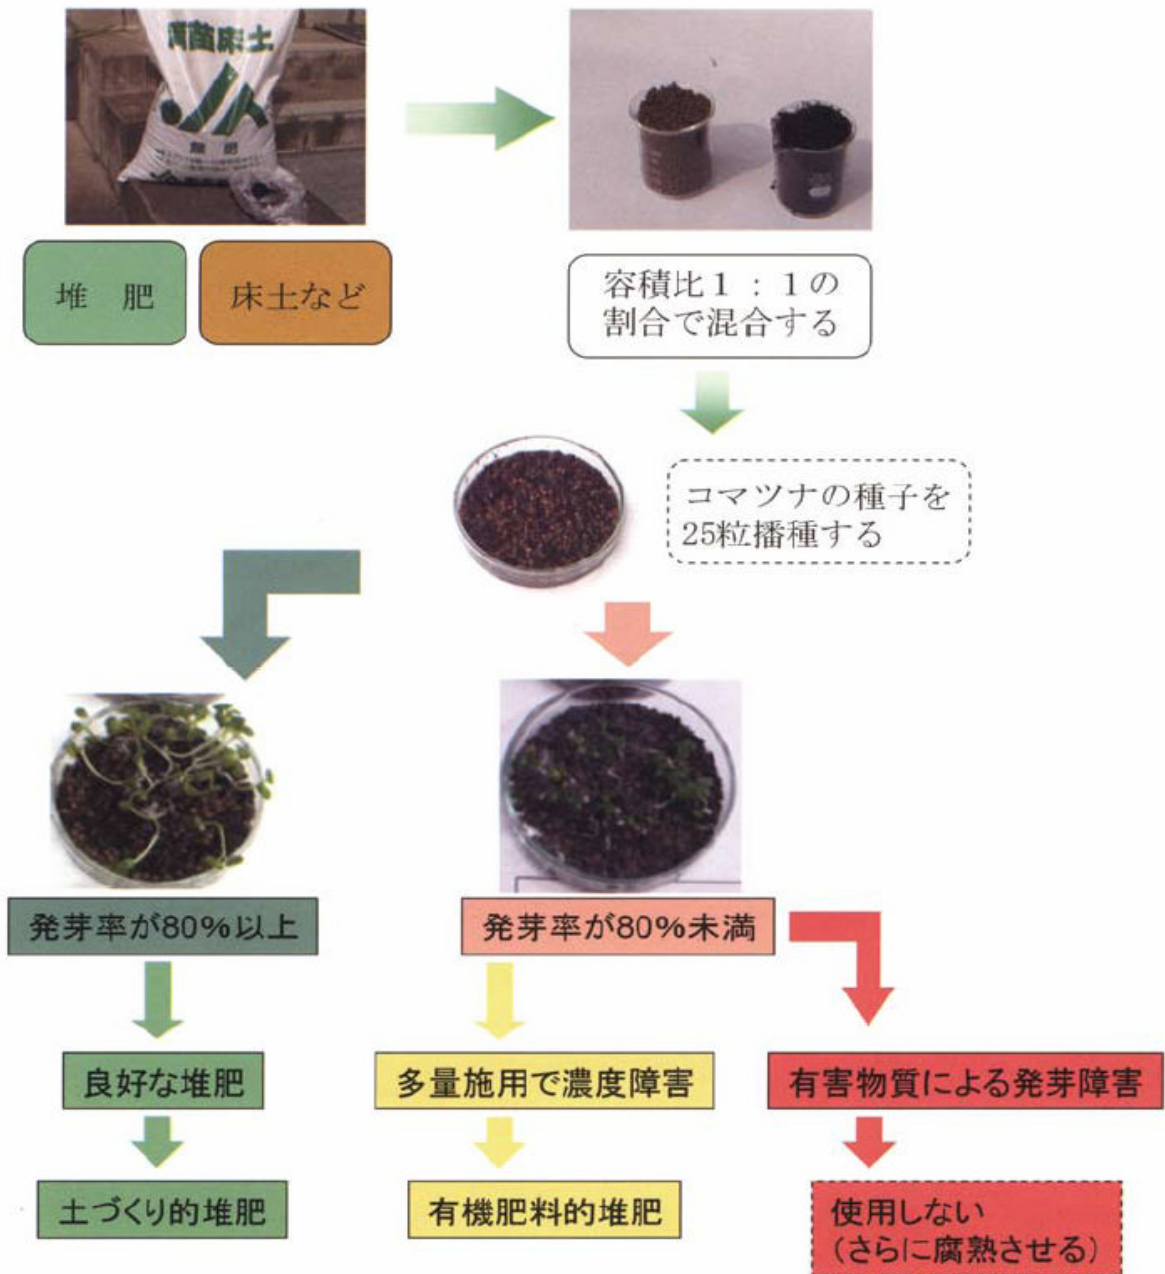 育苗床土
無肥
堆 肥
床土など
容積比1:1の
割合で混合する
コマツナの種子を
25粒播種する
発芽率が80%以上
発芽率が80%未満
良好な堆肥
多量施用で濃度障害
有害物質による発芽障害
土づくり的堆肥
有機肥料的堆肥
使用しない
(さらに腐熟させる)